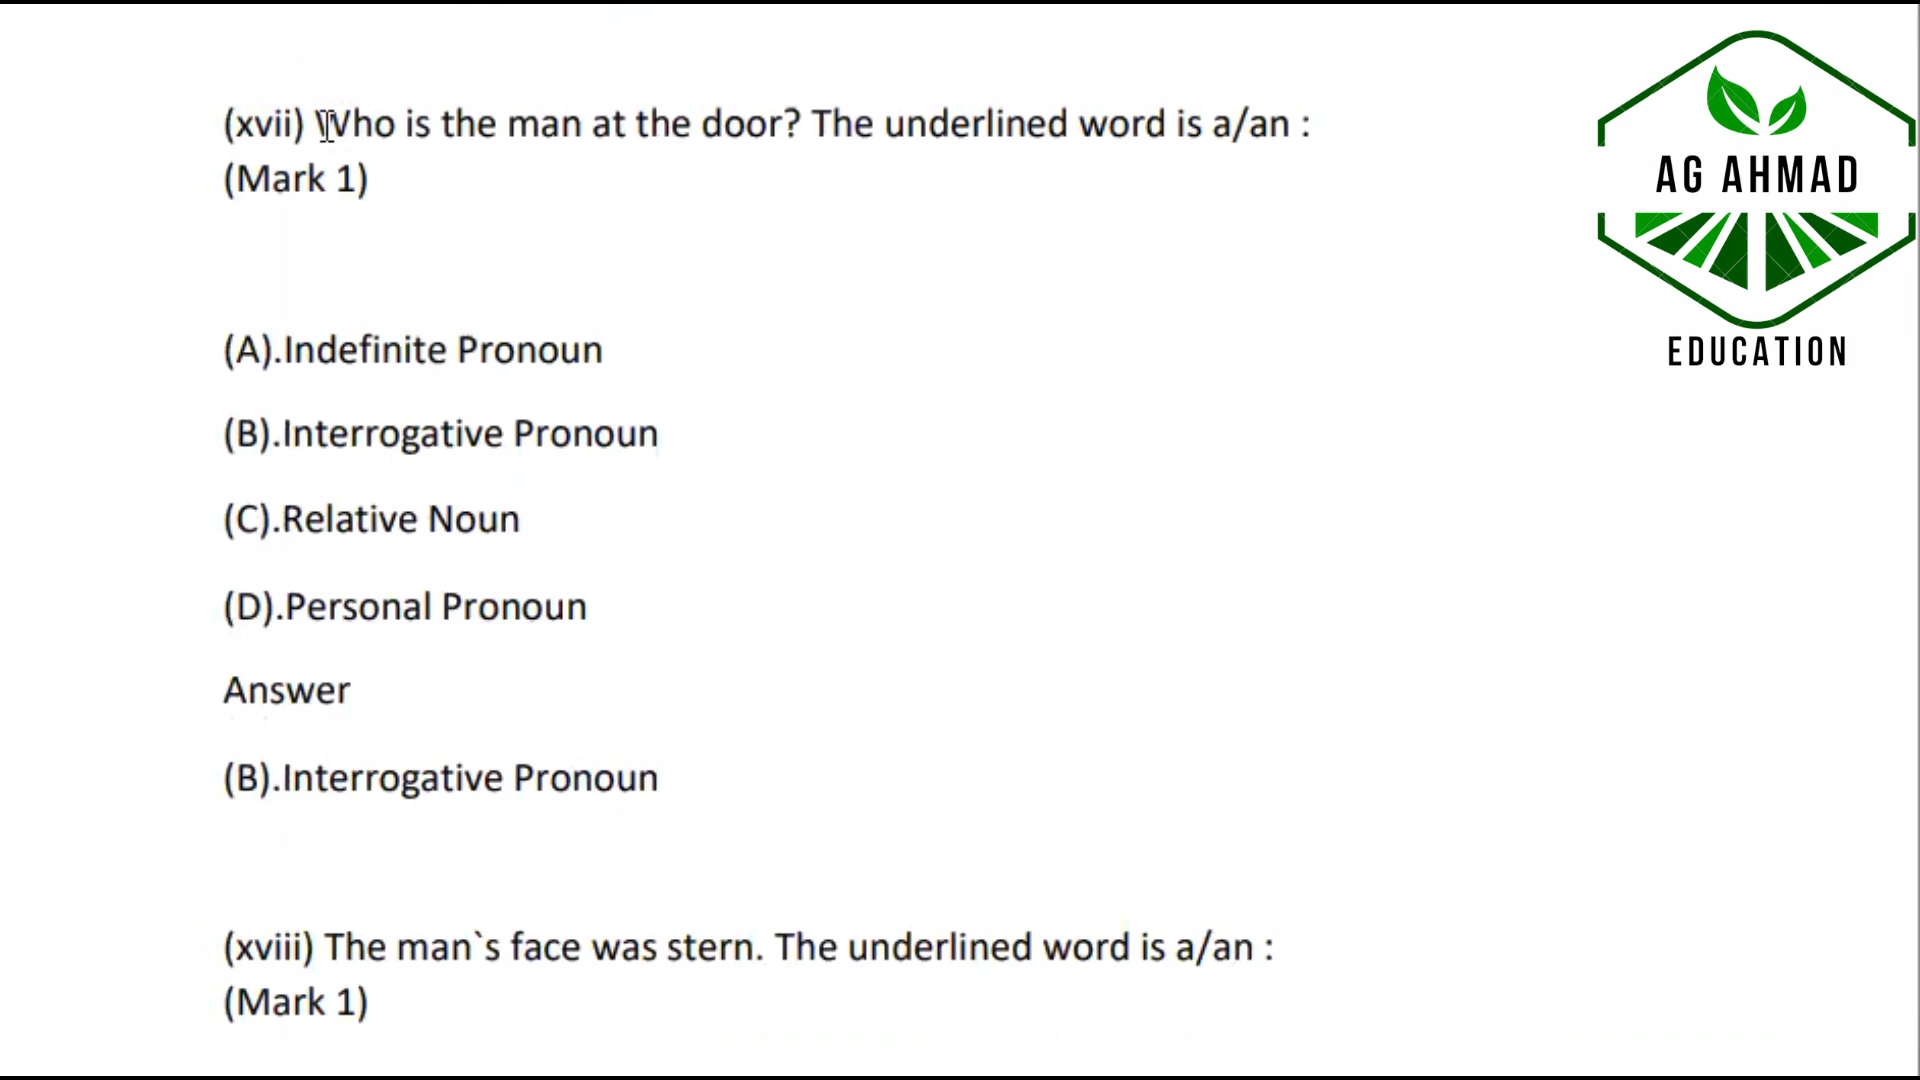 (xvii) Who is the man at the door? The underlined word is a/an :
(Mark 1)
(A).Indefinite Pronoun
(B).Interrogative Pronoun
(C).Relative Noun
(D).Personal Pronoun
Answer
(B).Interrogative Pronoun
(xviii) The man`s face was stern. The underlined word is a/an :
(Mark 1)
AG AHMAD
EDUCATION